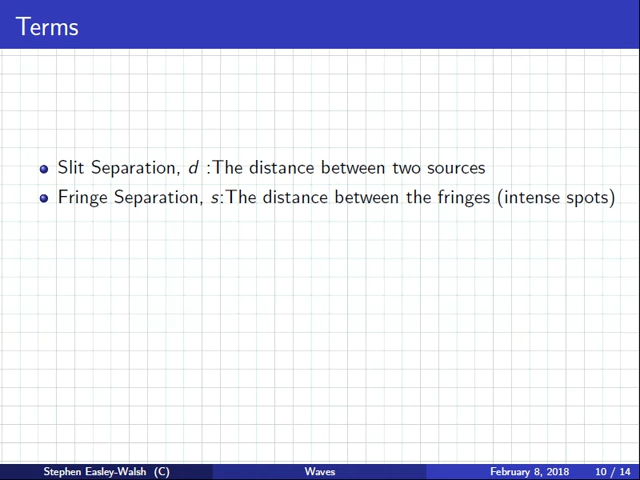 Terms
Slit Separation, d :The distance between two sources
Fringe Separation, s:The distance between the fringes (intense spots)
Stephen Easley-Walsh (C) Waves February 8, 2018 10 / 14